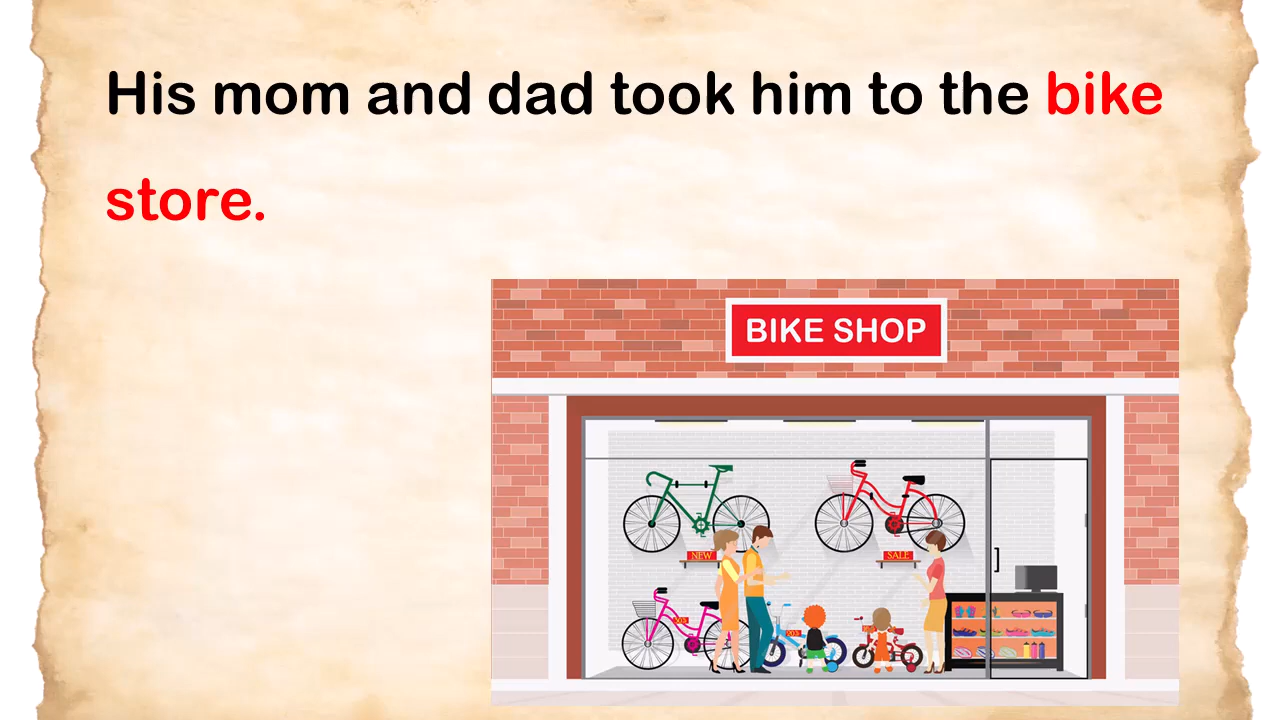 His mom and dad took him to the bike
store.
BIKE SHOP
NEW
SALE